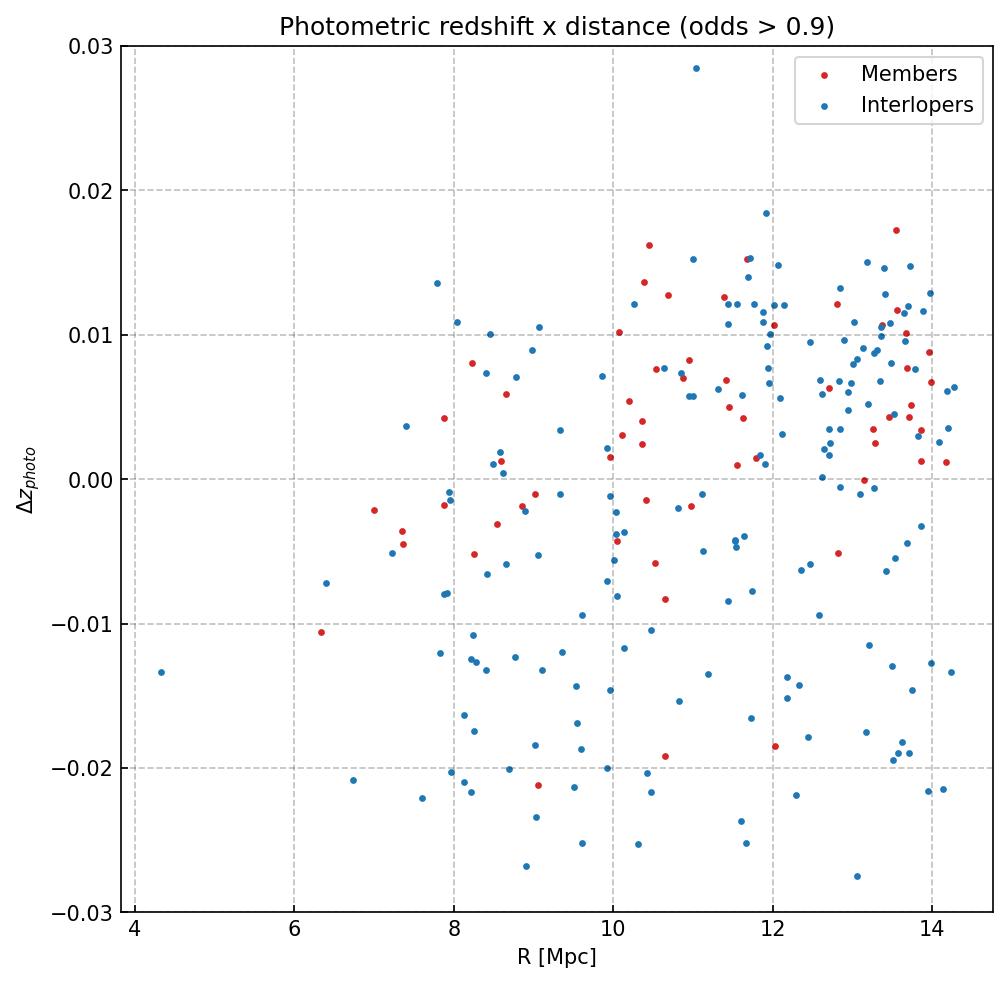 Photometric redshift x distance (odds > 0.9)
Members
Interlopers
0.03
0.02
0.01
0.00
−0.01
−0.02
−0.03
Δz_photo
4 6 8 10 12 14
R [Mpc]